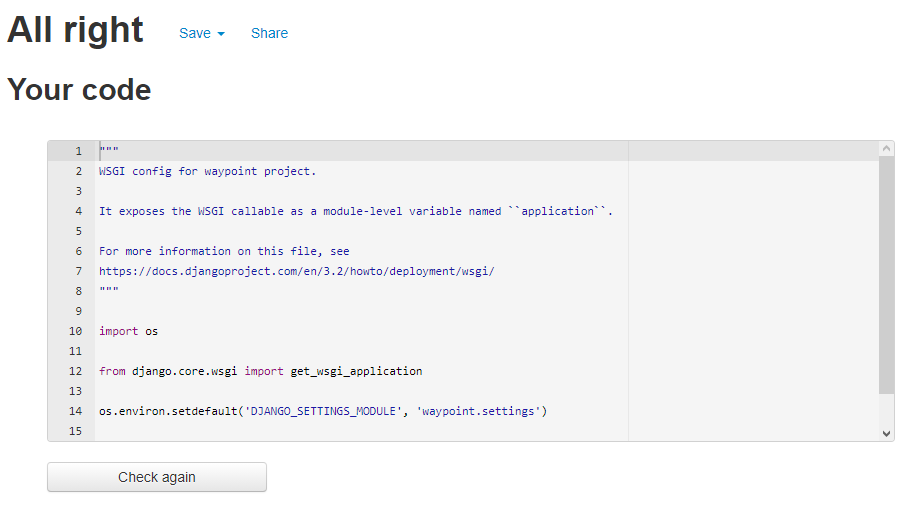 All right Save Share
Your code
1 """
2 WSGI config for waypoint project.
3
4 It exposes the WSGI callable as a module-level variable named ``application``.
5
6 For more information on this file, see
7 https://docs.djangoproject.com/en/3.2/howto/deployment/wsgi/
8 """
9
10 import os
11
12 from django.core.wsgi import get_wsgi_application
13
14 os.environ.setdefault('DJANGO_SETTINGS_MODULE', 'waypoint.settings')
15
Check again